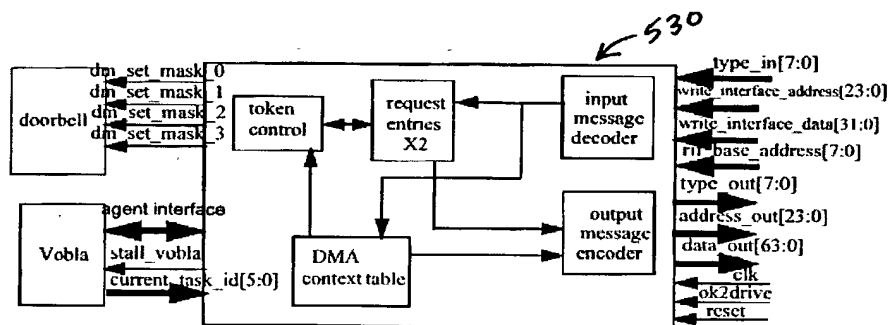 530
dm_set_mask_0
dm_set_mask_1
dm_set_mask_2
dm_set_mask_3
doorbell
token
control
request
entries
X2
input
message
decoder
type_in[7:0]
write_interface_address[23:0]
write_interface_data[31:0]
rif_base_address[7:0]
type_out[7:0]
address_out[23:0]
data_out[63:0]
clk
ok2drive
reset
agent interface
Vobla
stall_vobla
current_task_id[5:0]
DMA
context table
output
message
encoder